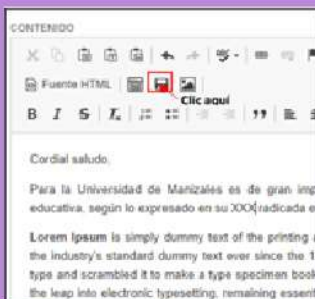 CONTENIDO
Fuente HTML
Clic aquí
B I S Ix
Cordial saludo,
Para la Universidad de Manizales es de gran imp
educativa, según lo expresado en su XXX radicada e
Lorem Ipsum is simply dummy text of the printing a
the industry's standard dummy text ever since the 1
type and scrambled it to make a type specimen book
the leap into electronic typesetting, remaining essent